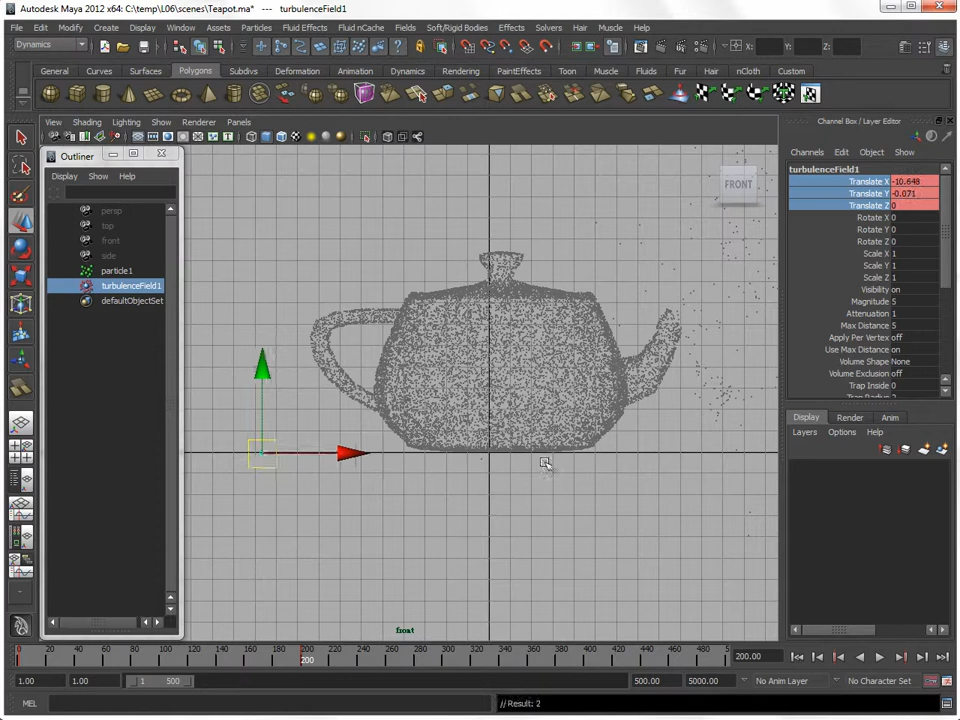 Autodesk Maya 2012 x64: C:\temp\L06\scenes\Teapot.ma* --- turbulenceField1
File Edit Modify Create Display Window Assets Animate Geometry Cache Particles Fluid Effects Fluid nCache Fields Soft/Rigid Bodies Effects Solvers Hair Muscle Help
Dynamics X: Y: Z:
General Curves Surfaces Polygons Subdivs Deformation Animation Dynamics Rendering PaintEffects Toon Muscle Fluids Fur Hair nCloth Custom
View Shading Lighting Show Renderer Panels
Channel Box / Layer Editor
Outliner
Display Show Help
persp
top
front
side
particle1
turbulenceField1
defaultObjectSet
FRONT
front
Channels Edit Object Show
turbulenceField1
Translate X -10.648
Translate Y -0.071
Translate Z 0
Rotate X 0
Rotate Y 0
Rotate Z 0
Scale X 1
Scale Y 1
Scale Z 1
Visibility on
Magnitude 5
Attenuation 1
Max Distance 5
Apply Per Vertex off
Use Max Distance on
Volume Shape None
Volume Exclusion off
Trap Inside 0
Display Render Anim
Layers Options Help
0 20 40 60 80 100 120 140 160 180 200 220 240 260 280 300 320 340 360 380 400 420 440 460 480 5
200
200.00
1.00 1.00 1 500 500.00 5000.00 No Anim Layer No Character Set
MEL // Result: 2